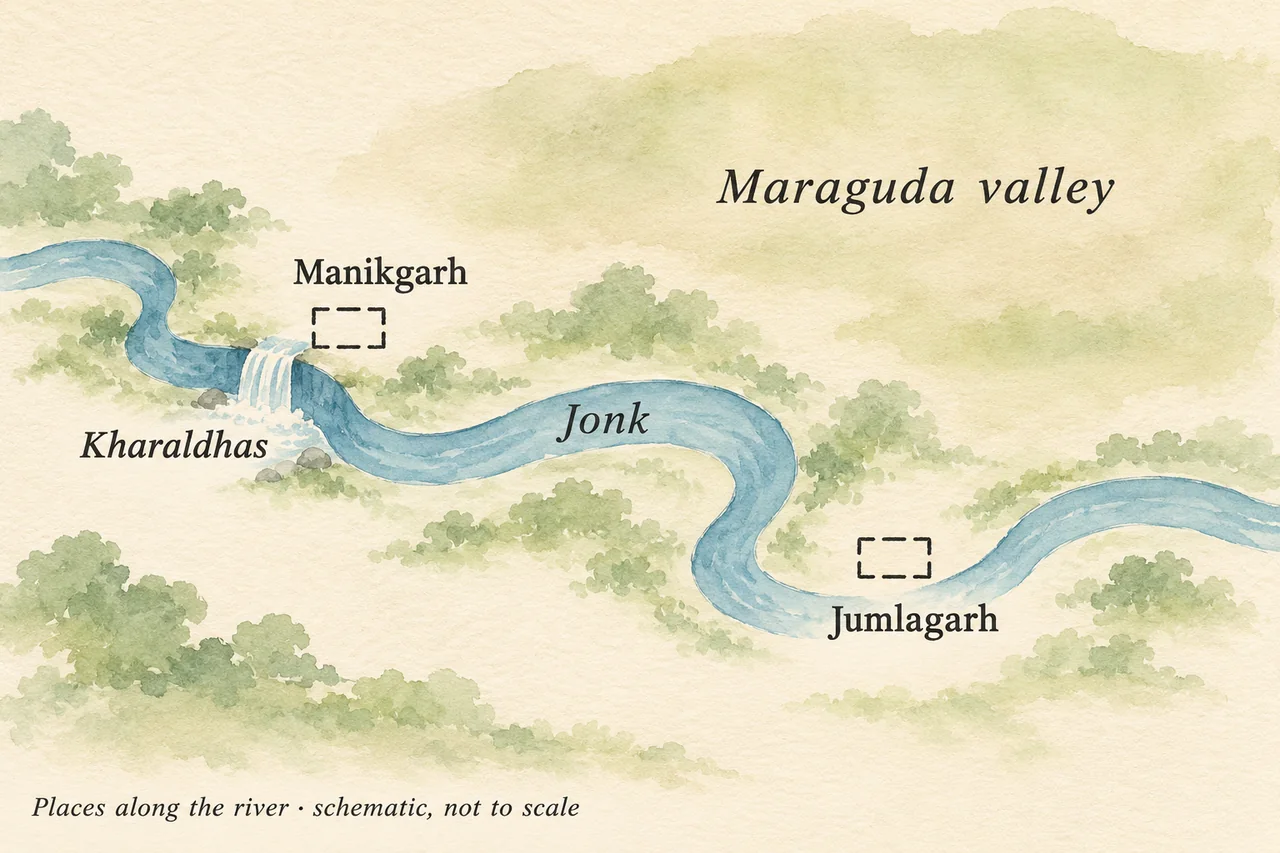 Maraguda valley
Manikgarh
Jonk
Kharaldhas
Jumlagarh
Places along the river · schematic, not to scale